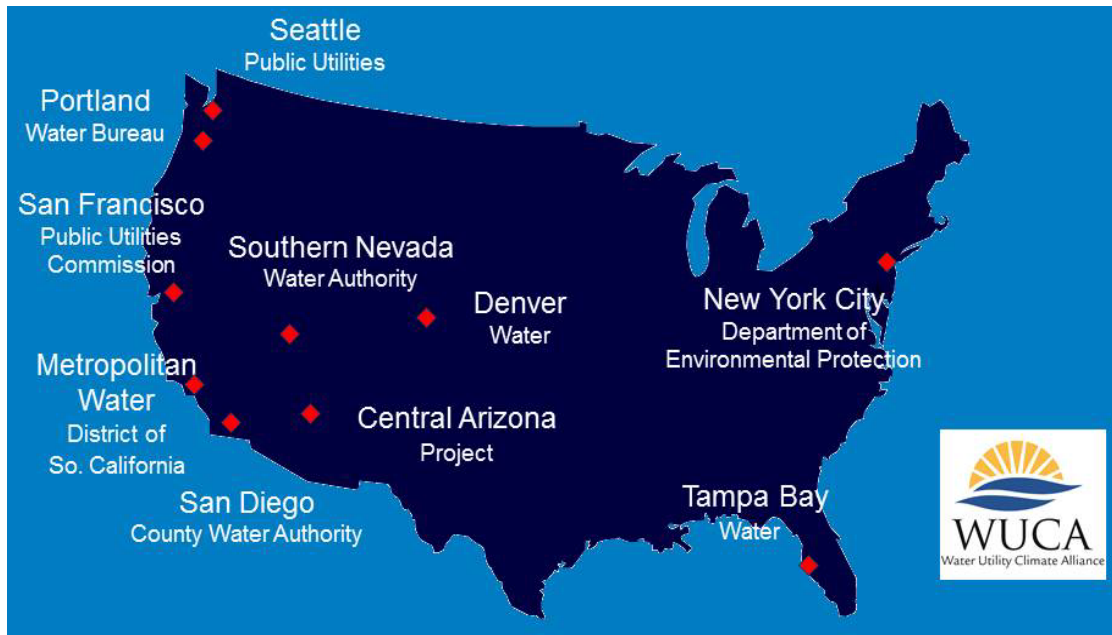 Seattle
Public Utilities
Portland
Water Bureau
San Francisco
Public Utilities
Commission
Southern Nevada
Water Authority
Denver
Water
New York City
Department of
Environmental Protection
Metropolitan
Water
District of
So. California
Central Arizona
Project
San Diego
County Water Authority
Tampa Bay
Water
WUCA
Water Utility Climate Alliance